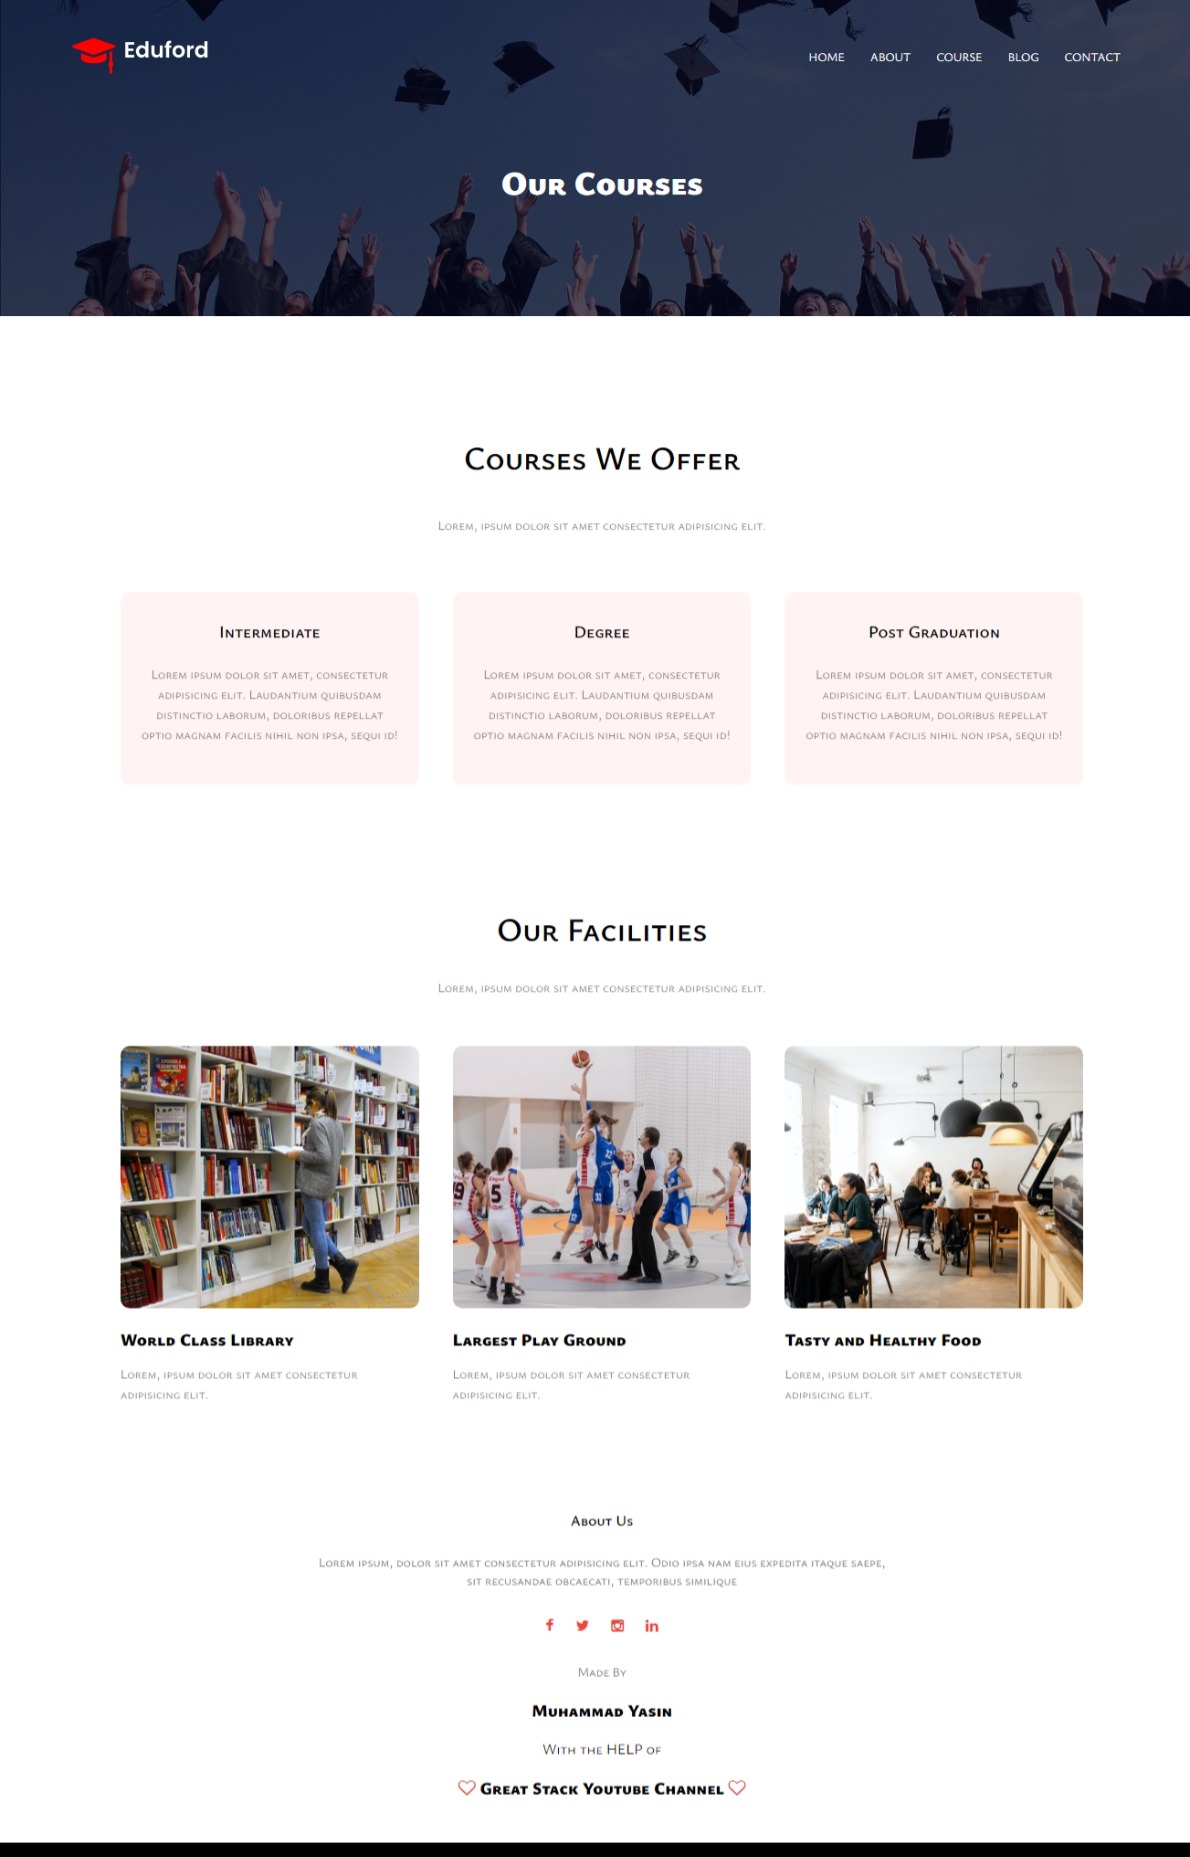 Eduford
HOME ABOUT COURSE BLOG CONTACT
Our Courses
Courses We Offer
Lorem, ipsum dolor sit amet consectetur adipisicing elit.
Intermediate
Lorem ipsum dolor sit amet, consectetur
adipisicing elit. Laudantium quibusdam
distinctio laborum, doloribus repellat
optio magnam facilis nihil non ipsa, sequi id!
Degree
Lorem ipsum dolor sit amet, consectetur
adipisicing elit. Laudantium quibusdam
distinctio laborum, doloribus repellat
optio magnam facilis nihil non ipsa, sequi id!
Post Graduation
Lorem ipsum dolor sit amet, consectetur
adipisicing elit. Laudantium quibusdam
distinctio laborum, doloribus repellat
optio magnam facilis nihil non ipsa, sequi id!
Our Facilities
Lorem, ipsum dolor sit amet consectetur adipisicing elit.
5
World Class Library
Lorem, ipsum dolor sit amet consectetur
adipisicing elit.
Largest Play Ground
Lorem, ipsum dolor sit amet consectetur
adipisicing elit.
Tasty and Healthy Food
Lorem, ipsum dolor sit amet consectetur
adipisicing elit.
About Us
Lorem ipsum, dolor sit amet consectetur adipisicing elit. Odio ipsa nam eius expedita itaque saepe,
sit recusandae obcaecati, temporibus similique
Made By
Muhammad Yasin
With the HELP of
Great Stack Youtube Channel